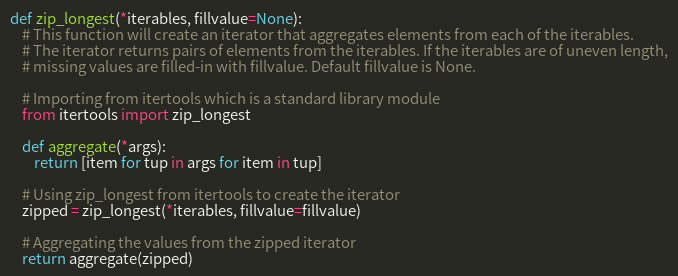 def zip_longest(*iterables, fillvalue=None):
# This function will create an iterator that aggregates elements from each of the iterables.
# The iterator returns pairs of elements from the iterables. If the iterables are of uneven length,
# missing values are filled-in with fillvalue. Default fillvalue is None.
# Importing from itertools which is a standard library module
from itertools import zip_longest
def aggregate(*args):
return [item for tup in args for item in tup]
# Using zip_longest from itertools to create the iterator
zipped = zip_longest(*iterables, fillvalue=fillvalue)
# Aggregating the values from the zipped iterator
return aggregate(zipped)